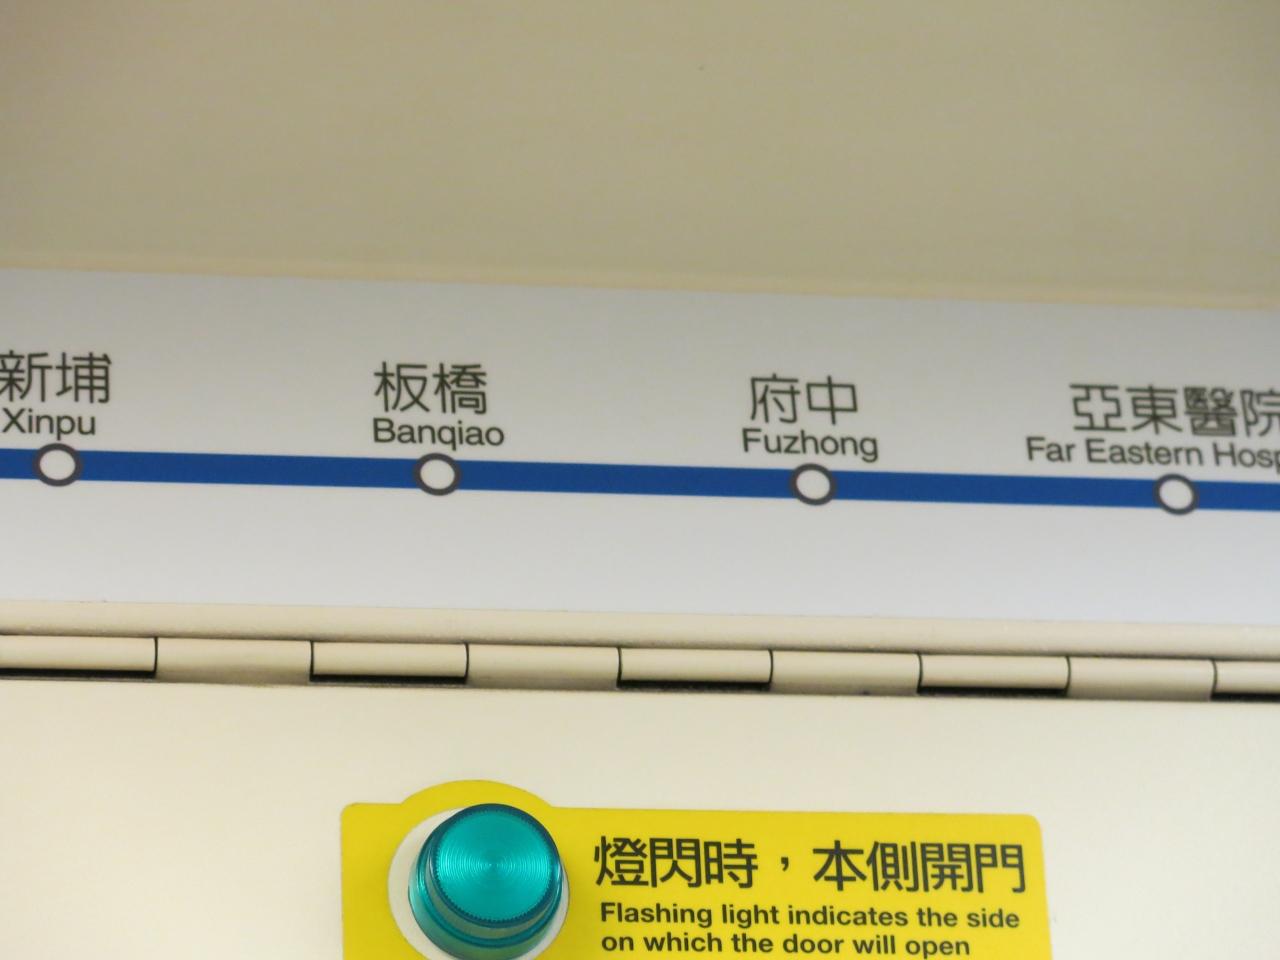 新埔
Xinpu
板橋
Banqiao
府中
Fuzhong
亞東醫院
Far Eastern
燈閃時，本側開門
Flashing light indicates the side
on which the door will open